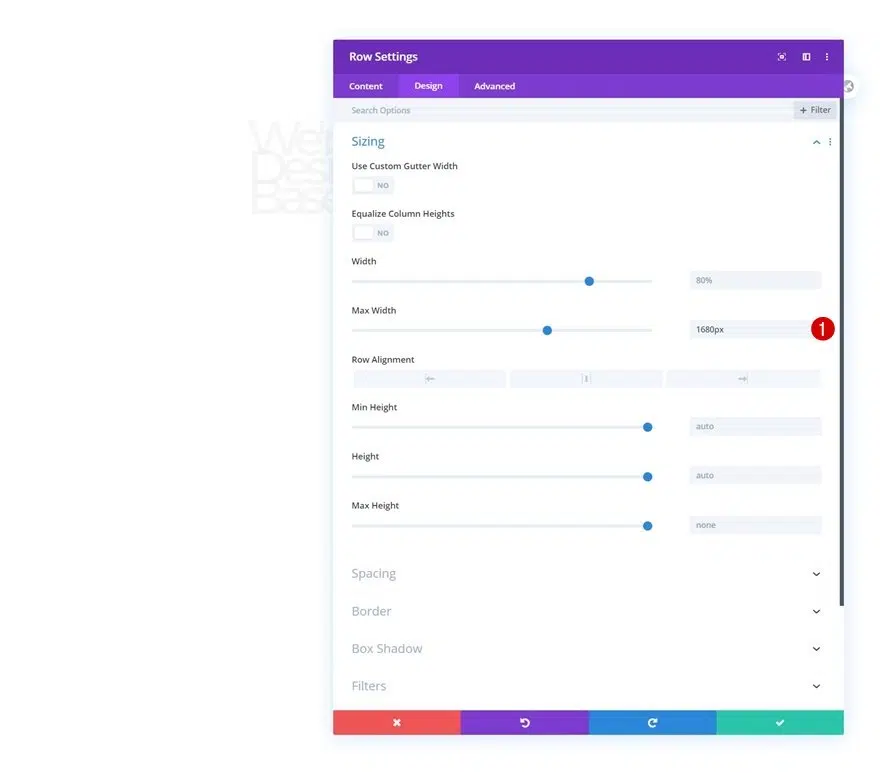 Row Settings
Content Design Advanced
Search Options + Filter
Sizing
Use Custom Gutter Width
NO
Equalize Column Heights
NO
Width
80%
Max Width
1680px 1
Row Alignment
Min Height
auto
Height
auto
Max Height
none
Spacing
Border
Box Shadow
Filters